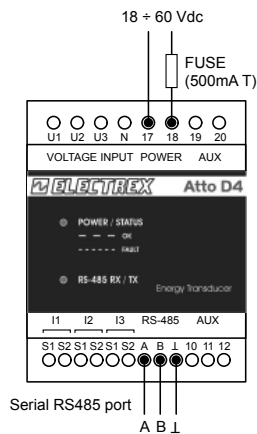 18 ÷ 60 Vdc
FUSE
(500mA T)
U1 U2 U3 N 17 18 19 20
VOLTAGE INPUT POWER AUX
ELECTREX Atto D4
POWER / STATUS
— — — OK
- - - - - - FAULT
RS-485 RX / TX
Energy Transducer
I1 I2 I3 RS-485 AUX
S1 S2 S1 S2 S1 S2 A B ⊥ 10 11 12
Serial RS485 port
A B ⊥